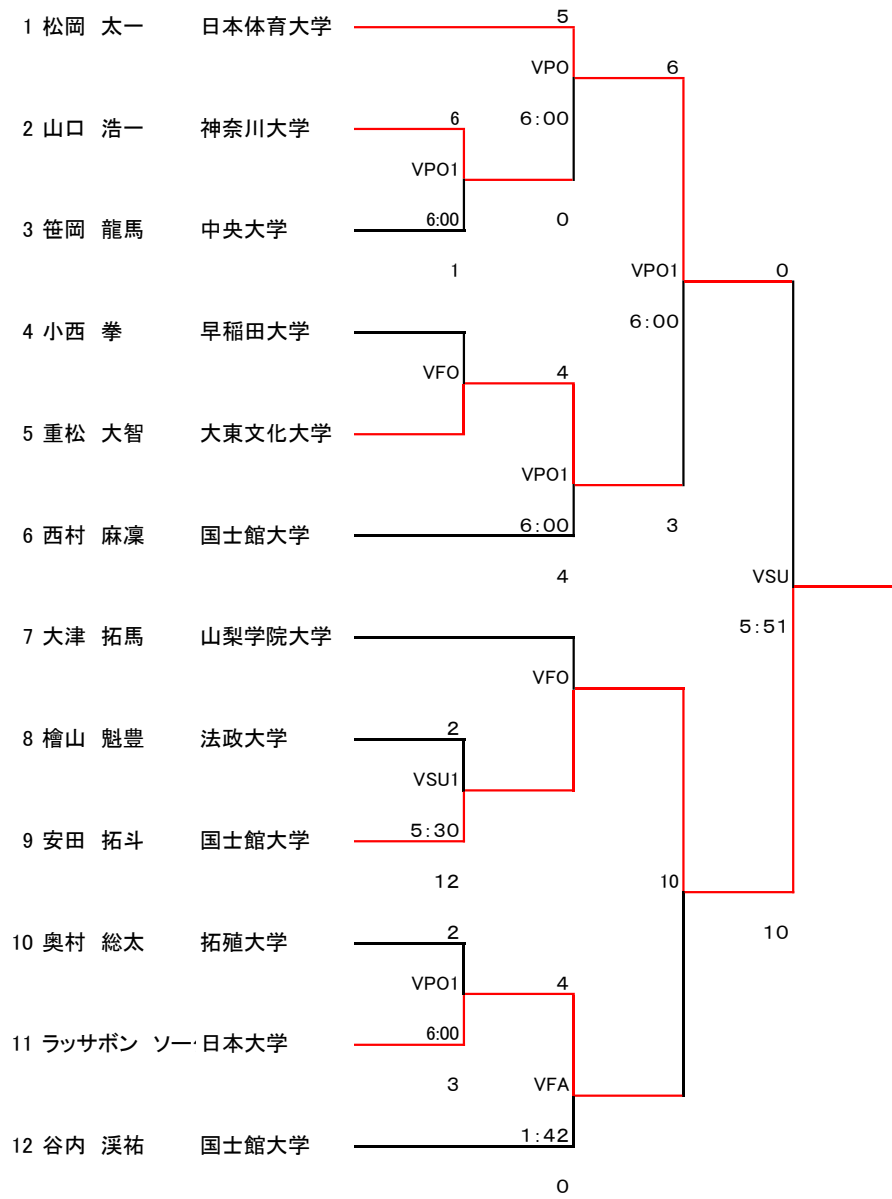 5
1 松岡 太一 日本体育大学
VPO 6
6 6:00
2 山口 浩一 神奈川大学
VPO1
6:00 0
3 笹岡 龍馬 中央大学
1 VPO1 0
6:00
4 小西 拳 早稲田大学
VFO 4
5 重松 大智 大東文化大学
VPO1
6:00 3
6 西村 麻凜 国士館大学
4 VSU
5:51
7 大津 拓馬 山梨学院大学
VFO
2
8 檜山 魁豊 法政大学
VSU1
5:30
9 安田 拓斗 国士館大学
12 10
2 10
10 奥村 総太 拓殖大学
VPO1 4
6:00
11 ラッサボン ソー 日本大学
3 VFA
1:42
12 谷内 渓祐 国士館大学
0